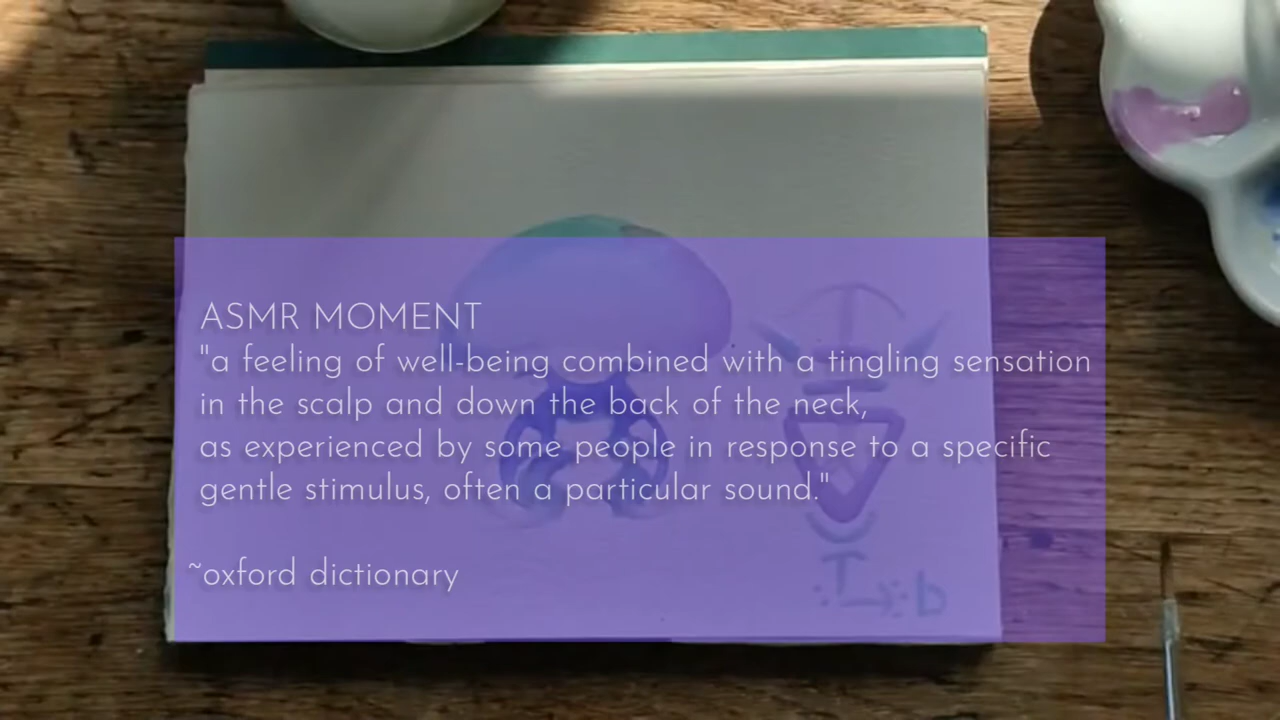 ASMR MOMENT
"a feeling of well-being combined with a tingling sensation
in the scalp and down the back of the neck,
as experienced by some people in response to a specific
gentle stimulus, often a particular sound."
~oxford dictionary